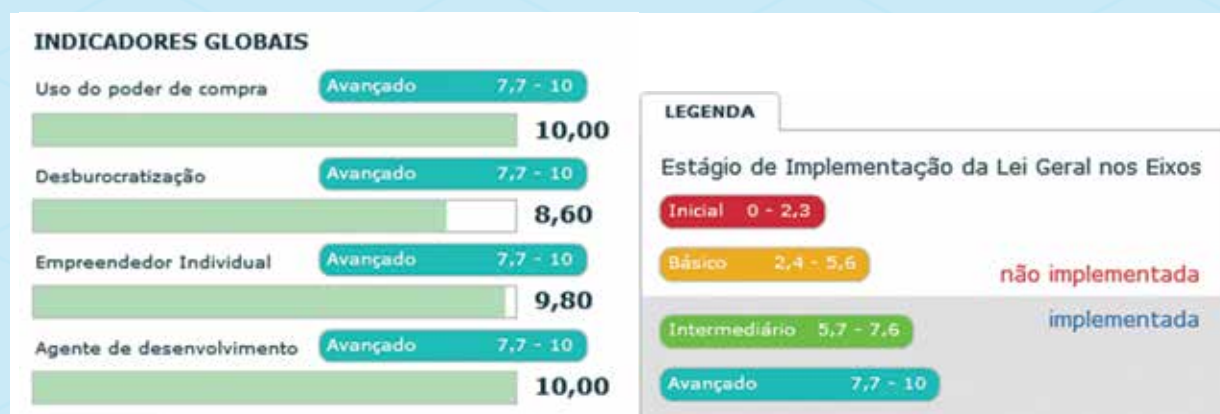 INDICADORES GLOBAIS
Uso do poder de compra Avançado 7,7 - 10
10,00
Desburocratização Avançado 7,7 - 10
8,60
Empreendedor Individual Avançado 7,7 - 10
9,80
Agente de desenvolvimento Avançado 7,7 - 10
10,00
LEGENDA
Estágio de Implementação da Lei Geral nos Eixos
Inicial 0 - 2,3
Básico 2,4 - 5,6
não implementada
implementada
Intermediário 5,7 - 7,6
Avançado 7,7 - 10